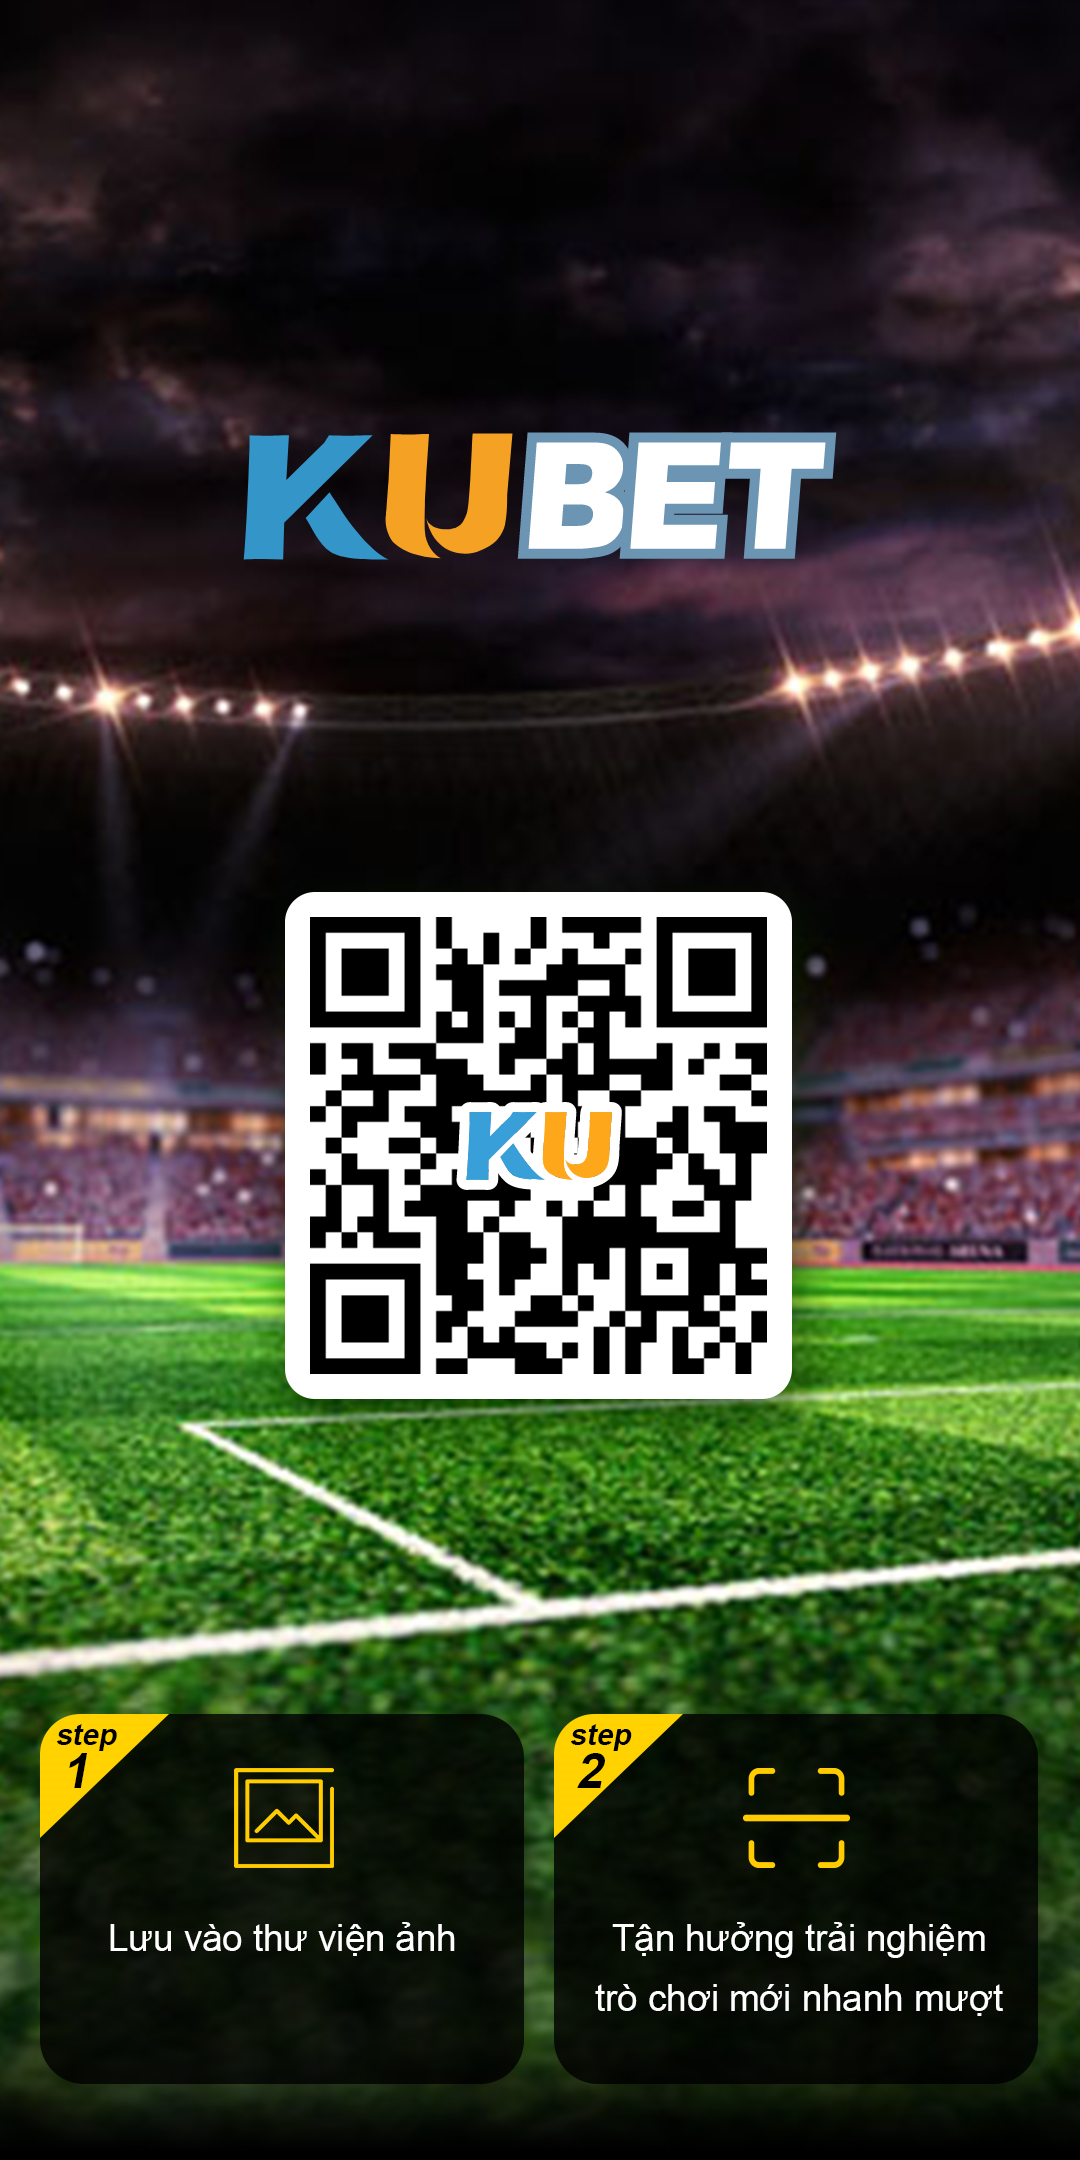 KUBET
KU
step
1
Lưu vào thư viện ảnh
step
2
Tận hưởng trải nghiệm
trò chơi mới nhanh mượt